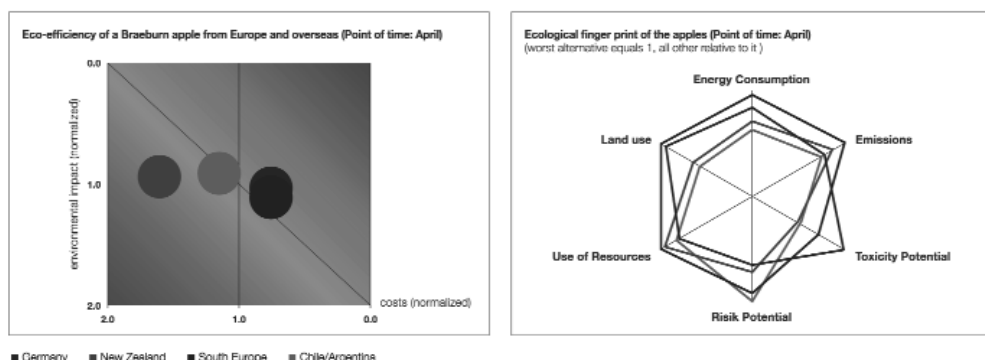 Eco-efficiency of a Braeburn apple from Europe and overseas (Point of time: April)
0.0
1.0
2.0
environmental impact (normalized)
2.0
1.0
0.0
costs (normalized)
Ecological finger print of the apples (Point of time: April)
(worst alternative equals 1, all other relative to it )
Energy Consumption
Land use
Emissions
Use of Resources
Toxicity Potential
Risik Potential
Germany New Zealand South Europe Chile/Argentina